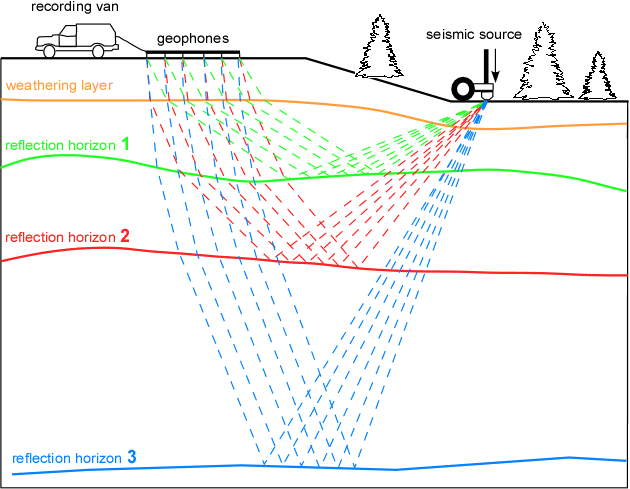 recording van
geophones
seismic source
weathering layer
reflection horizon 1
reflection horizon 2
reflection horizon 3